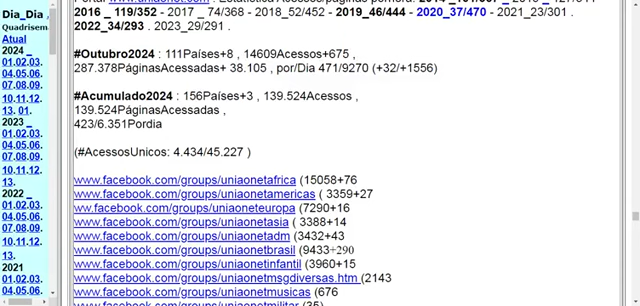 Dia_Dia ,
Quadrisem
Atual
2024 _
01,02,03,
04,05,06,
07,08,09,
10,11,12,
13. 01.
2023
01,02,03.
04,05,06.
07,08,09.
10,11,12.
13.
2022 _
01,02,03.
04,05,06.
07,08,09.
10,11,12.
13.
2021
01,02,03.
04,05,06.
2016 _ 119/352 - 2017 _ 74/368 - 2018_52/452 - 2019_46/444 - 2020_37/470 - 2021_23/301 .
2022_34/293 . 2023_29/291 .
#Outubro2024 : 111Países+8 , 14609Acessos+675 ,
287.378PáginasAcessadas+ 38.105 , por/Dia 471/9270 (+32/+1556)
#Acumulado2024 : 156Países+3 , 139.524Acessos ,
139.524PáginasAcessadas ,
423/6.351Pordia
(#AcessosUnicos: 4.434/45.227 )
www.facebook.com/groups/uniaonetafrica (15058+76
www.facebook.com/groups/uniaonetamericas ( 3359+27
ww.facebook.com/groups/uniaoneteuropa (7290+16
www.facebook.com/groups/uniaonetasia ( 3388+14
www.facebook.com/groups/uniaonetadm (3432+43
www.facebook.com/groups/uniaonetbrasil (9433+290
www.facebook.com/groups/uniaonetinfantil (3960+15
www.facebook.com/groups/uniaonetmsgdiversas.htm (2143
www.facebook.com/groups/uniaonetmusicas (676